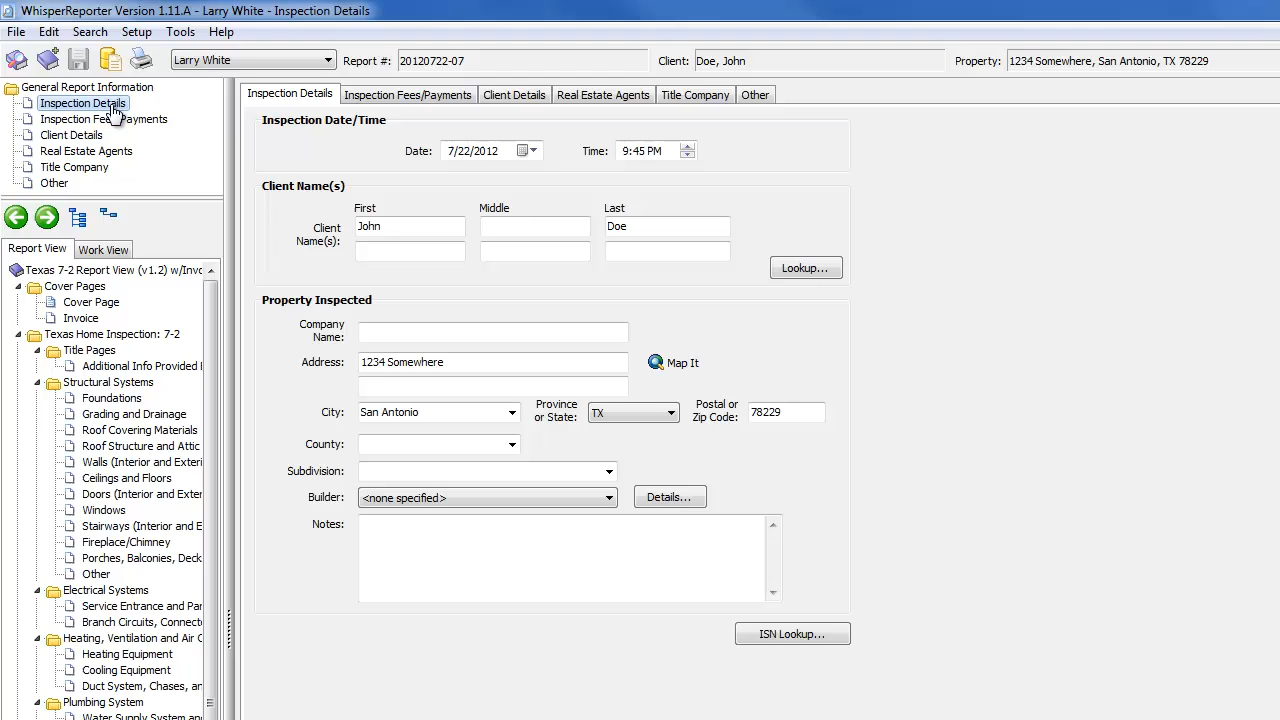 WhisperReporter Version 1.11.A - Larry White - Inspection Details
File Edit Search Setup Tools Help
Larry White Report #: 20120722-07 Client: Doe, John Property: 1234 Somewhere, San Antonio, TX 78229
General Report Information
Inspection Details
Inspection Fees/Payments
Client Details
Real Estate Agents
Title Company
Other
Report View Work View
Texas 7-2 Report View (v1.2) w/Invc
Cover Pages
Cover Page
Invoice
Texas Home Inspection: 7-2
Title Pages
Additional Info Provided
Structural Systems
Foundations
Grading and Drainage
Roof Covering Materials
Roof Structure and Attic
Walls (Interior and Exteri
Ceilings and Floors
Doors (Interior and Exter
Windows
Stairways (Interior and E
Fireplace/Chimney
Porches, Balconies, Deck
Other
Electrical Systems
Service Entrance and Par
Branch Circuits, Connect
Heating, Ventilation and Air C
Heating Equipment
Cooling Equipment
Duct System, Chases, an
Plumbing System
Water Supply System an
Inspection Details Inspection Fees/Payments Client Details Real Estate Agents Title Company Other
Inspection Date/Time
Date: 7/22/2012 Time: 9:45 PM
Client Name(s)
First Middle Last
Client Name(s): John Doe
Lookup...
Property Inspected
Company Name:
Address: 1234 Somewhere Map It
City: San Antonio Province or State: TX Postal or Zip Code: 78229
County:
Subdivision:
Builder: <none specified> Details...
Notes:
ISN Lookup...